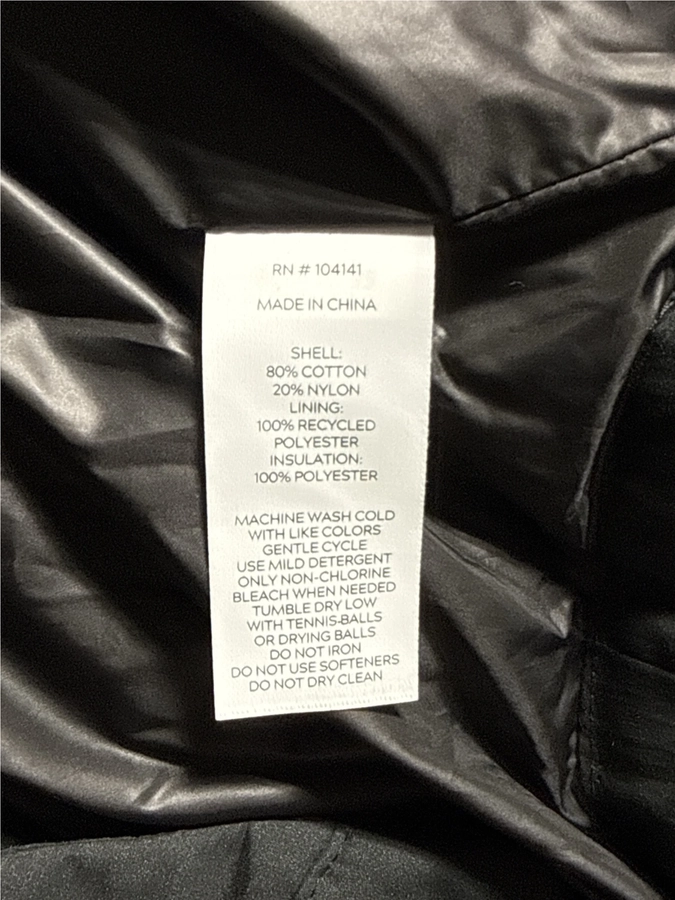 RN # 104141
MADE IN CHINA
SHELL:
80% COTTON
20% NYLON
LINING:
100% RECYCLED
POLYESTER
INSULATION:
100% POLYESTER
MACHINE WASH COLD
WITH LIKE COLORS
GENTLE CYCLE
USE MILD DETERGENT
ONLY NON-CHLORINE
BLEACH WHEN NEEDED
TUMBLE DRY LOW
WITH TENNIS-BALLS
OR DRYING BALLS
DO NOT IRON
DO NOT USE SOFTENERS
DO NOT DRY CLEAN